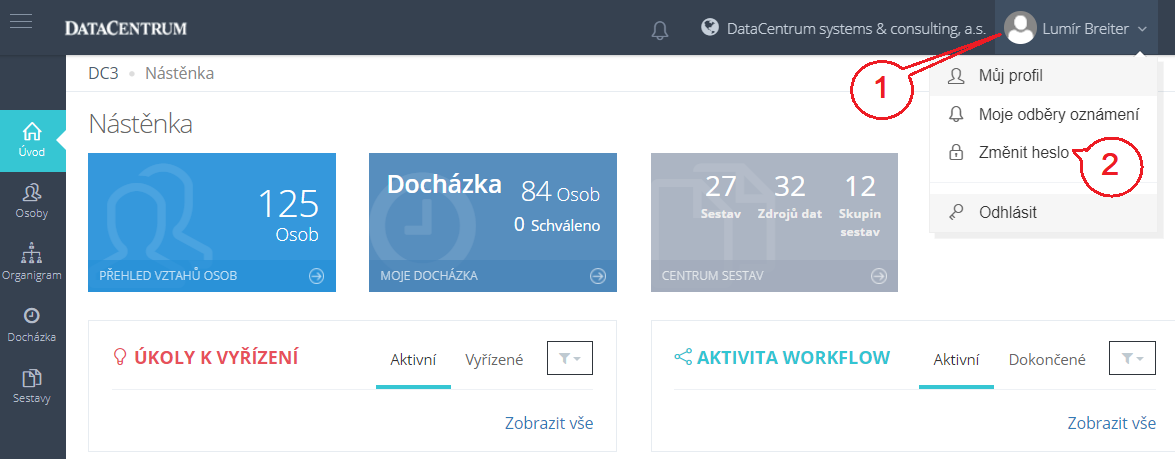 DATACENTRUM
DataCentrum systems & consulting, a.s.
Lumír Breiter
1
DC3 Nástěnka
Můj profil
Moje odběry oznámení
Změnit heslo
2
Odhlásit
Úvod
Osoby
Organigram
Docházka
Sestavy
Nástěnka
125
Osob
PŘEHLED VZTAHŮ OSOB
Docházka
84 Osob
0 Schváleno
MOJE DOCHÁZKA
27 32 12
Sestav Zdrojů dat Skupin
sestav
CENTRUM SESTAV
ÚKOLY K VYŘÍZENÍ
Aktivní Vyřízené
Zobrazit vše
AKTIVITA WORKFLOW
Aktivní Dokončené
Zobrazit vše